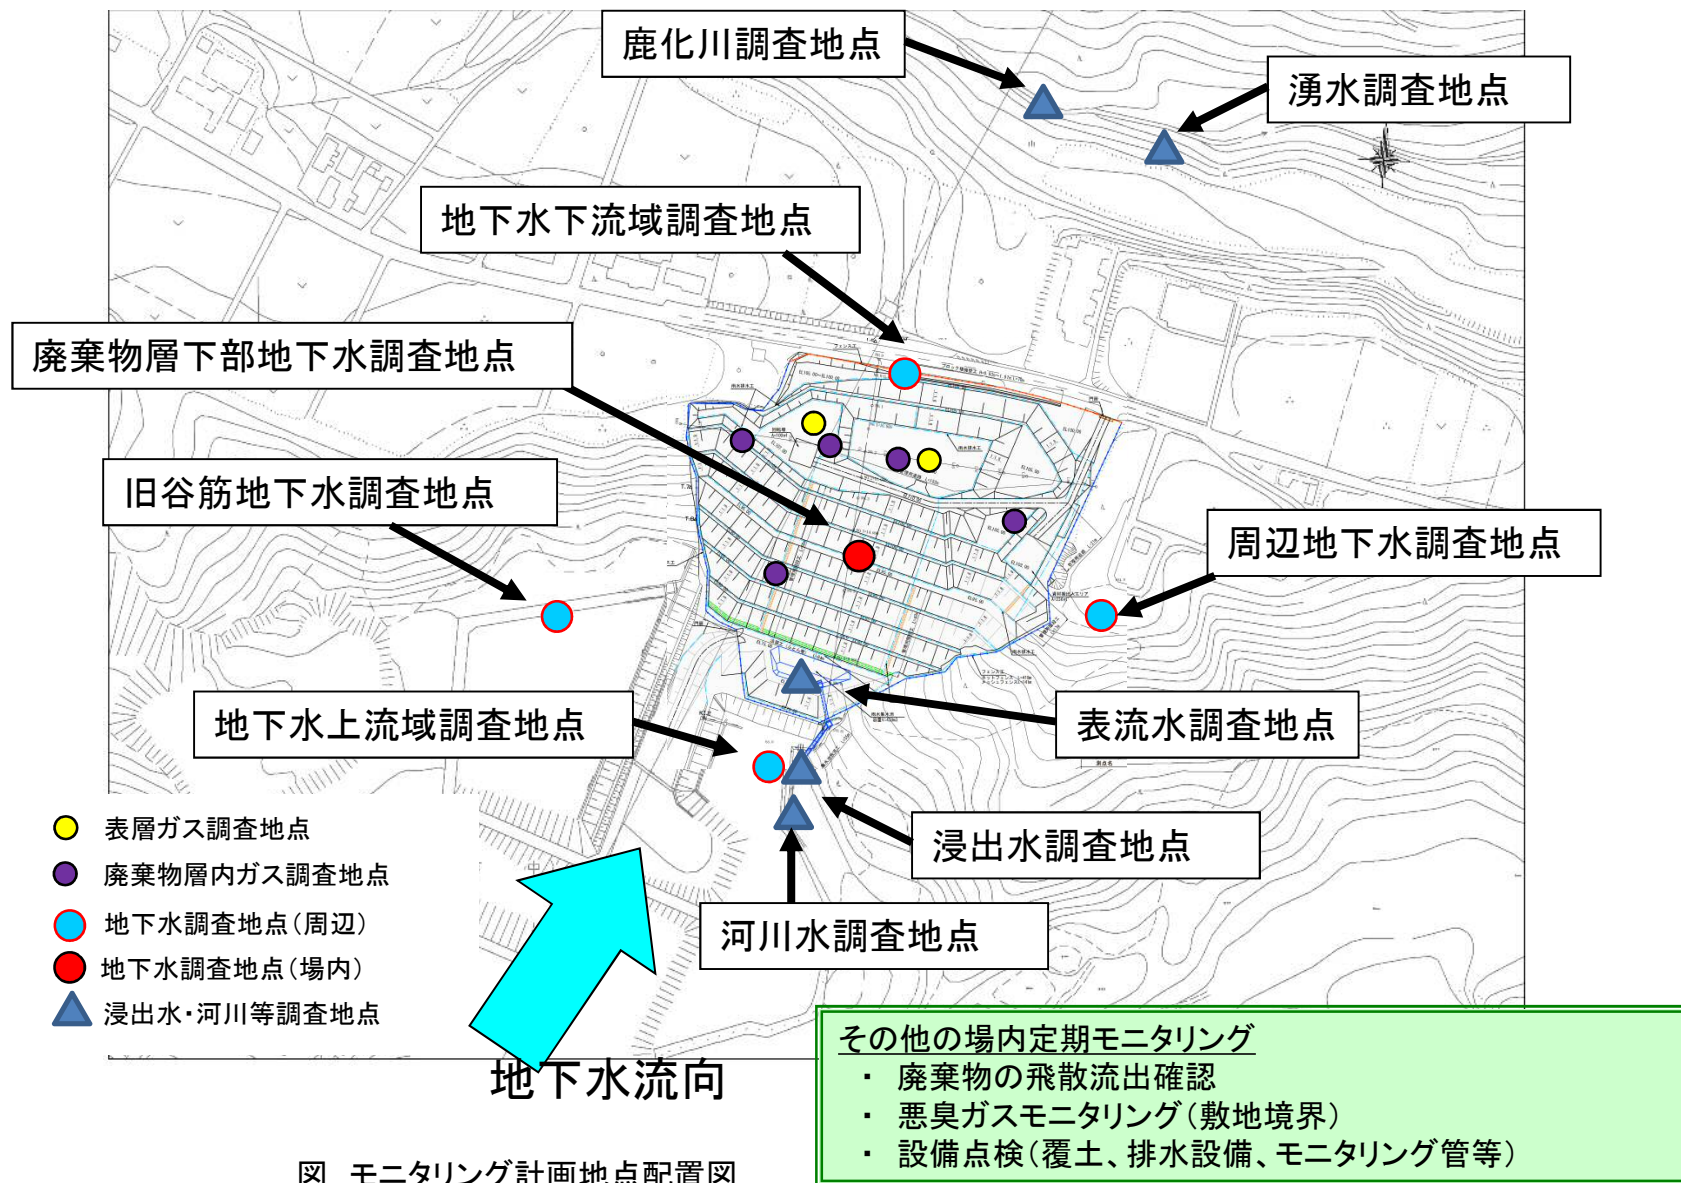 鹿化川調査地点
湧水調査地点
地下水下流域調査地点
廃棄物層下部地下水調査地点
旧谷筋地下水調査地点
周辺地下水調査地点
地下水上流域調査地点
表流水調査地点
浸出水調査地点
河川水調査地点
表層ガス調査地点
廃棄物層内ガス調査地点
地下水調査地点(周辺)
地下水調査地点(場内)
浸出水・河川等調査地点
地下水流向
その他の場内定期モニタリング
・ 廃棄物の飛散流出確認
・ 悪臭ガスモニタリング(敷地境界)
・ 設備点検(覆土、排水設備、モニタリング管等)
図 モニタリング計画地点配置図